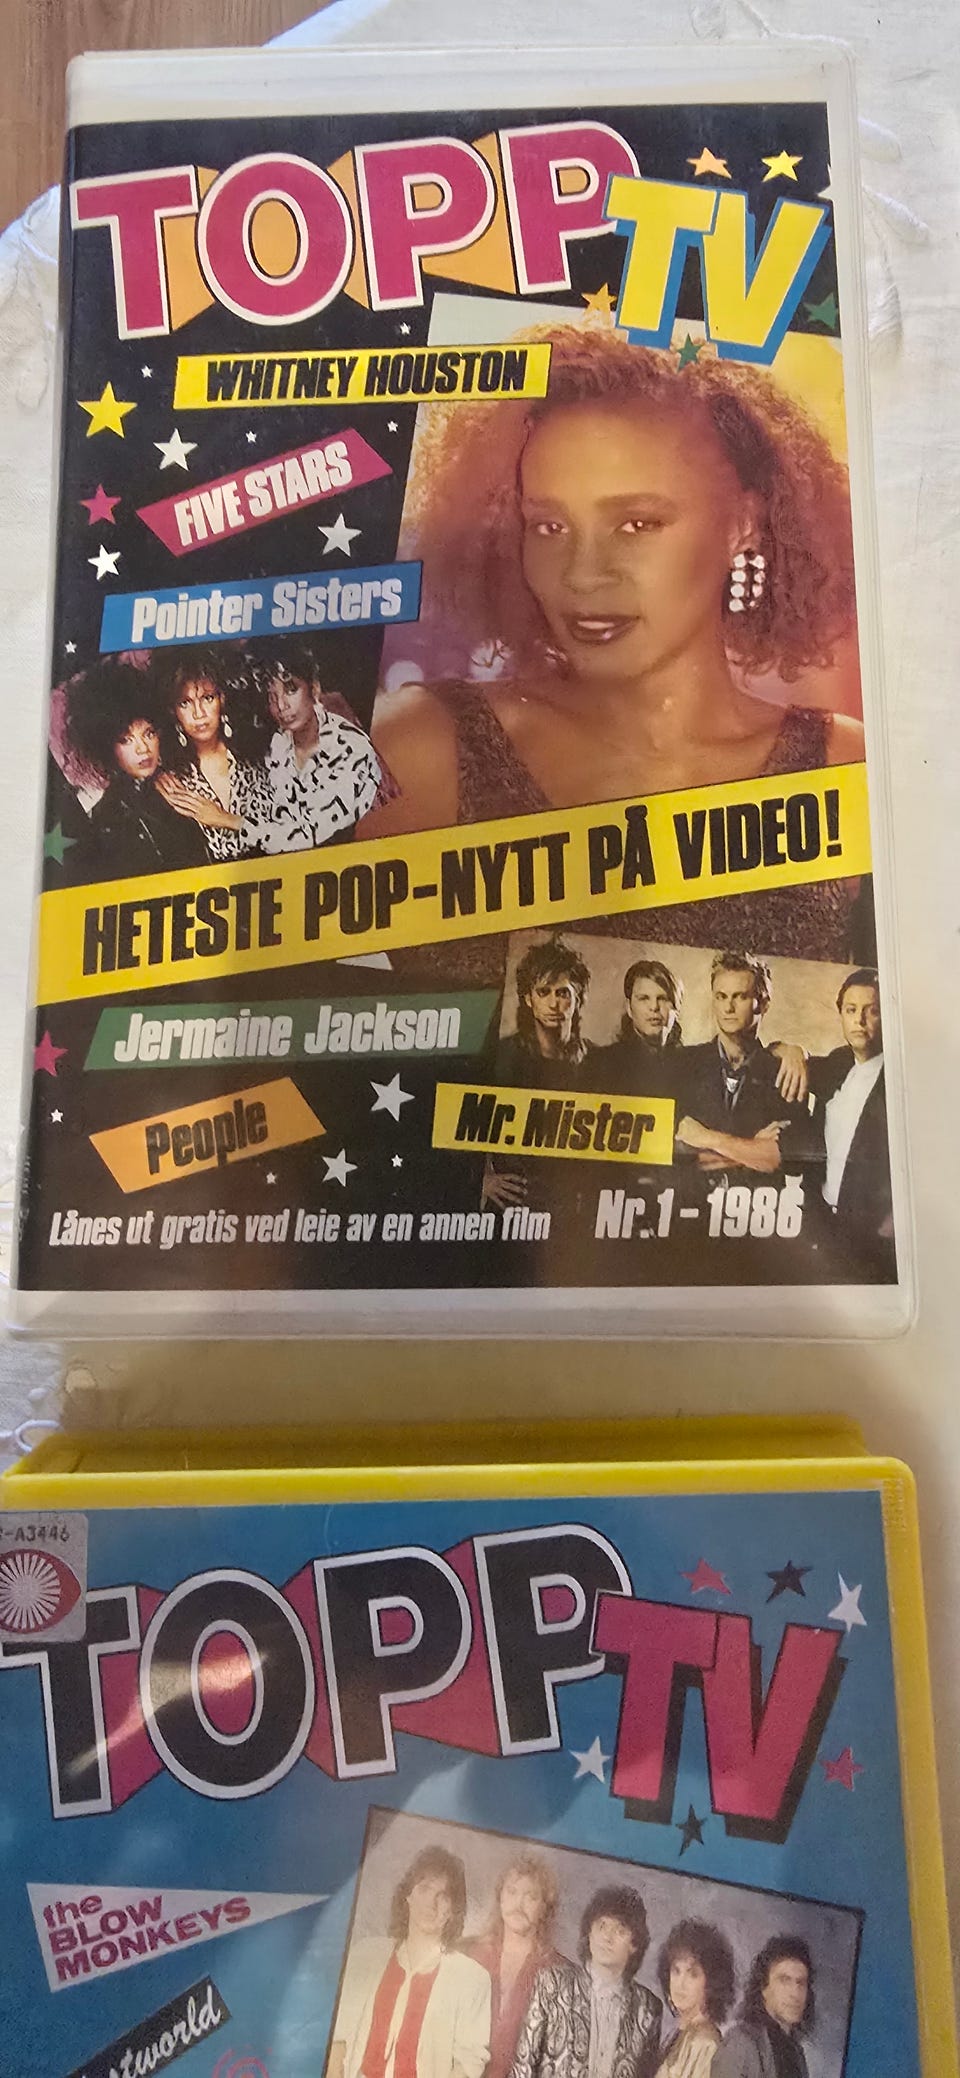 TOPP TV
WHITNEY HOUSTON
FIVE STARS
Pointer Sisters
HETESTE POP-NYTT PÅ VIDEO!
Jermaine Jackson
People
Mr. Mister
Lånes ut gratis ved leie av en annen film
Nr. 1 - 1986
-A3446
TOPP TV
the
BLOW
MONKEYS